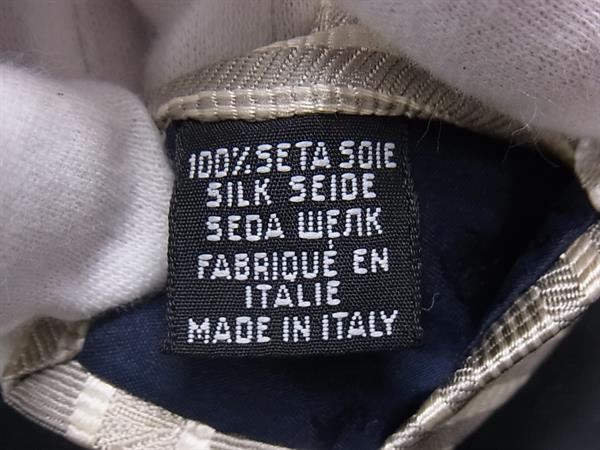 100% SETA SOIE
SILK SEIDE
SEDA ШЕЛК
FABRIQUÉ EN
ITALIE
MADE IN ITALY